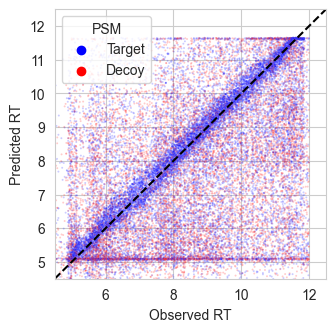 PSM
Target
Decoy
12
11
10
9
8
7
6
5
Predicted RT
6
8
10
12
Observed RT